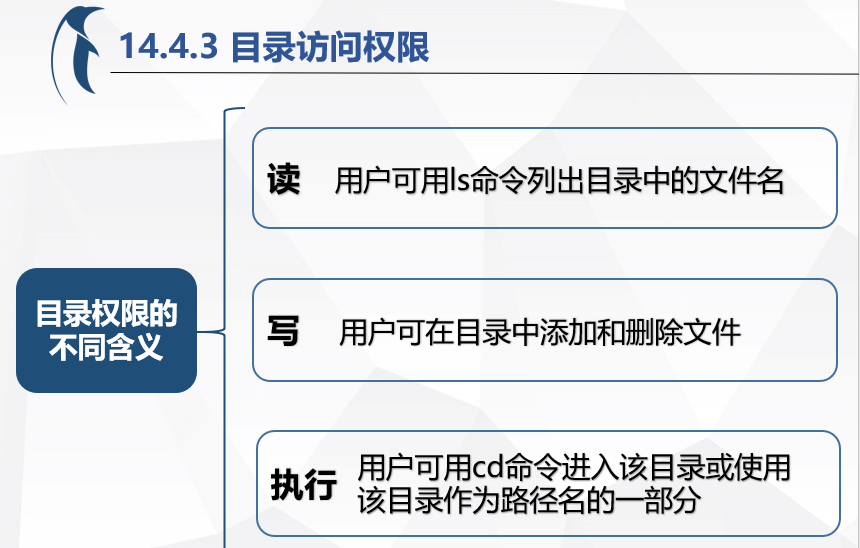 14.4.3 目录访问权限
读 用户可用ls命令列出目录中的文件名
目录权限的
不同含义
写 用户可在目录中添加和删除文件
执行 用户可用cd命令进入该目录或使用
该目录作为路径名的一部分